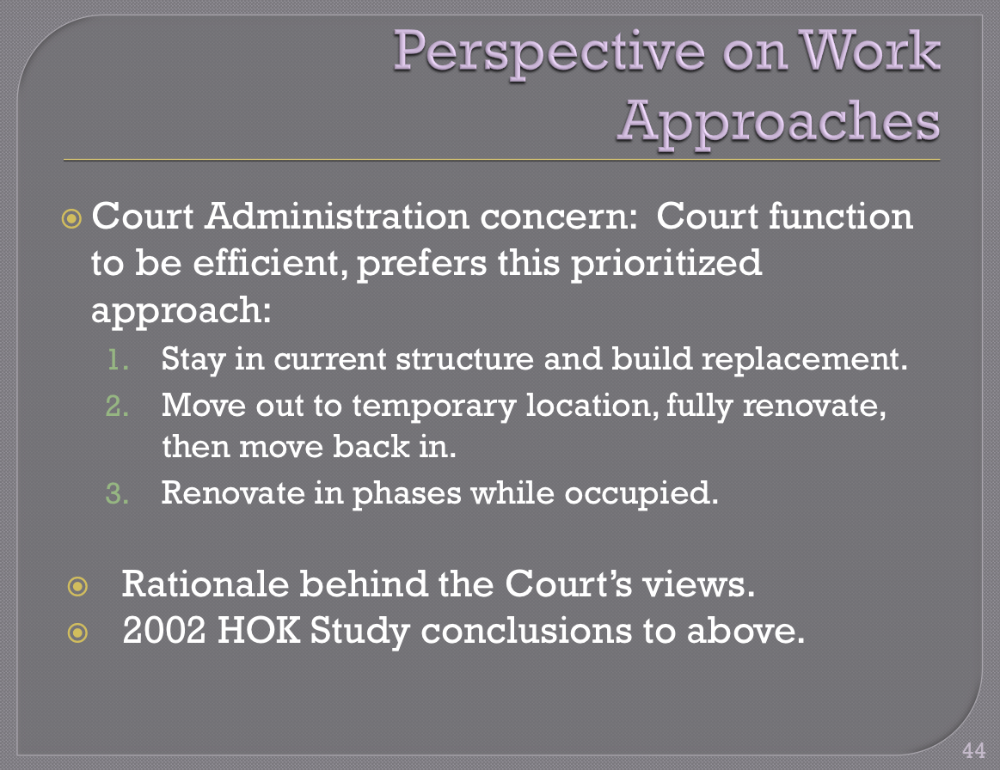 Perspective on Work
Approaches
Court Administration concern:  Court function
to be efficient, prefers this prioritized
approach:
1. Stay in current structure and build replacement.
2. Move out to temporary location, fully renovate,
then move back in.
3. Renovate in phases while occupied.
Rationale behind the Court’s views.
2002 HOK Study conclusions to above.
44